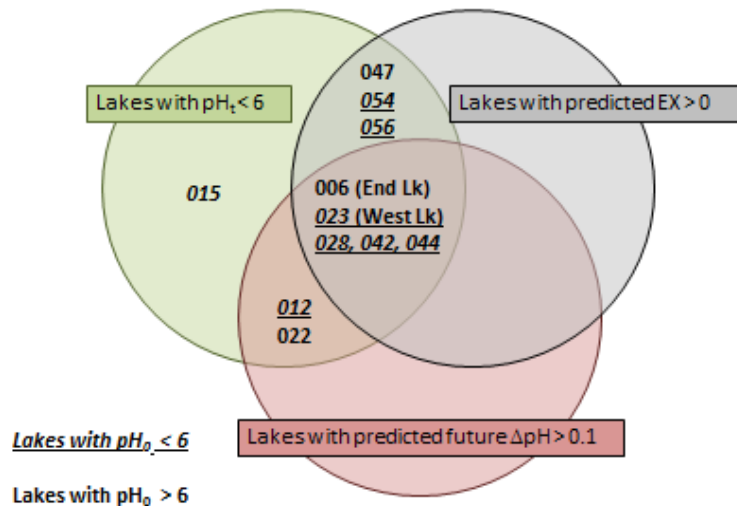 047
Lakes with pHt < 6
054
Lakes with predicted EX > 0
056
015
006 (End Lk)
023 (West Lk)
028, 042, 044
012
022
Lakes with pH0 < 6
Lakes with predicted future ΔpH > 0.1
Lakes with pH0 > 6